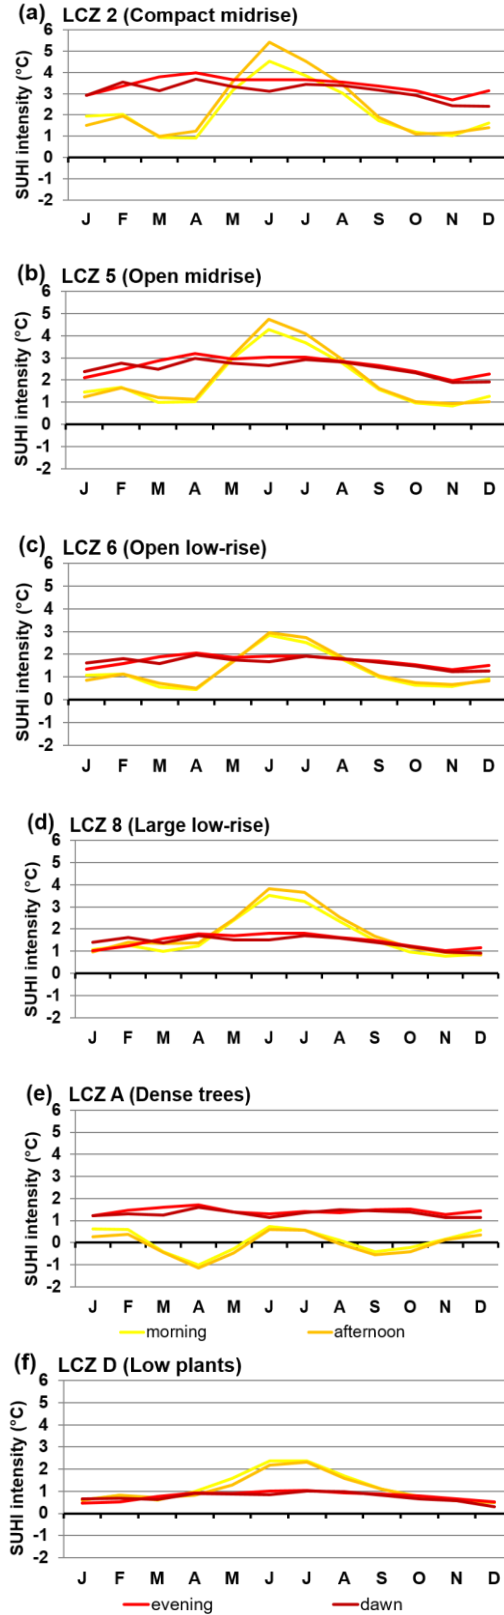 (a) LCZ 2 (Compact midrise)
SUHI intensity (°C)
6
5
4
3
2
1
0
-1
-2
J F M A M J J A S O N D
(b) LCZ 5 (Open midrise)
SUHI intensity (°C)
6
5
4
3
2
1
0
-1
-2
J F M A M J J A S O N D
(c) LCZ 6 (Open low-rise)
SUHI intensity (°C)
6
5
4
3
2
1
0
-1
-2
J F M A M J J A S O N D
(d) LCZ 8 (Large low-rise)
SUHI intensity (°C)
6
5
4
3
2
1
0
-1
-2
J F M A M J J A S O N D
(e) LCZ A (Dense trees)
SUHI intensity (°C)
6
5
4
3
2
1
0
-1
-2
J F M A M J J A S O N D
morning afternoon
(f) LCZ D (Low plants)
SUHI intensity (°C)
6
5
4
3
2
1
0
-1
-2
J F M A M J J A S O N D
evening dawn